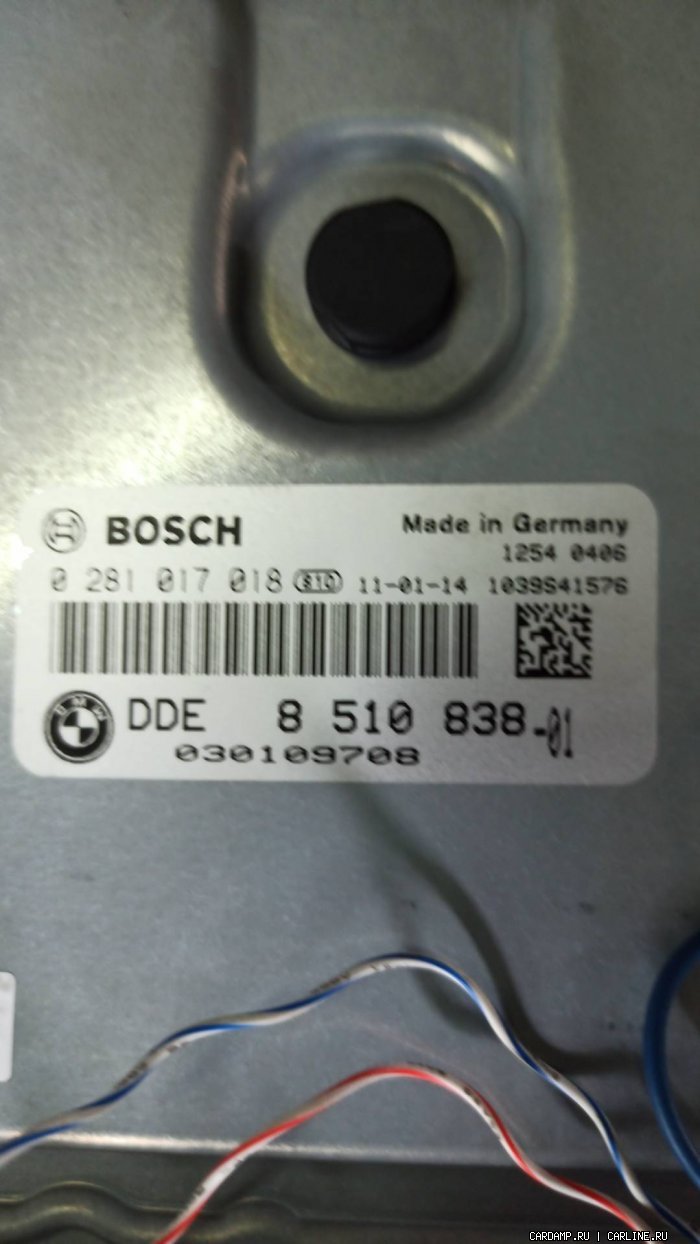 BOSCH
Made in Germany
1254 0406
0 281 017 018 810 11-01-14 1039S41576
DDE 8 510 838-01
030109708
CARDAMP.RU | CARLINE.RU